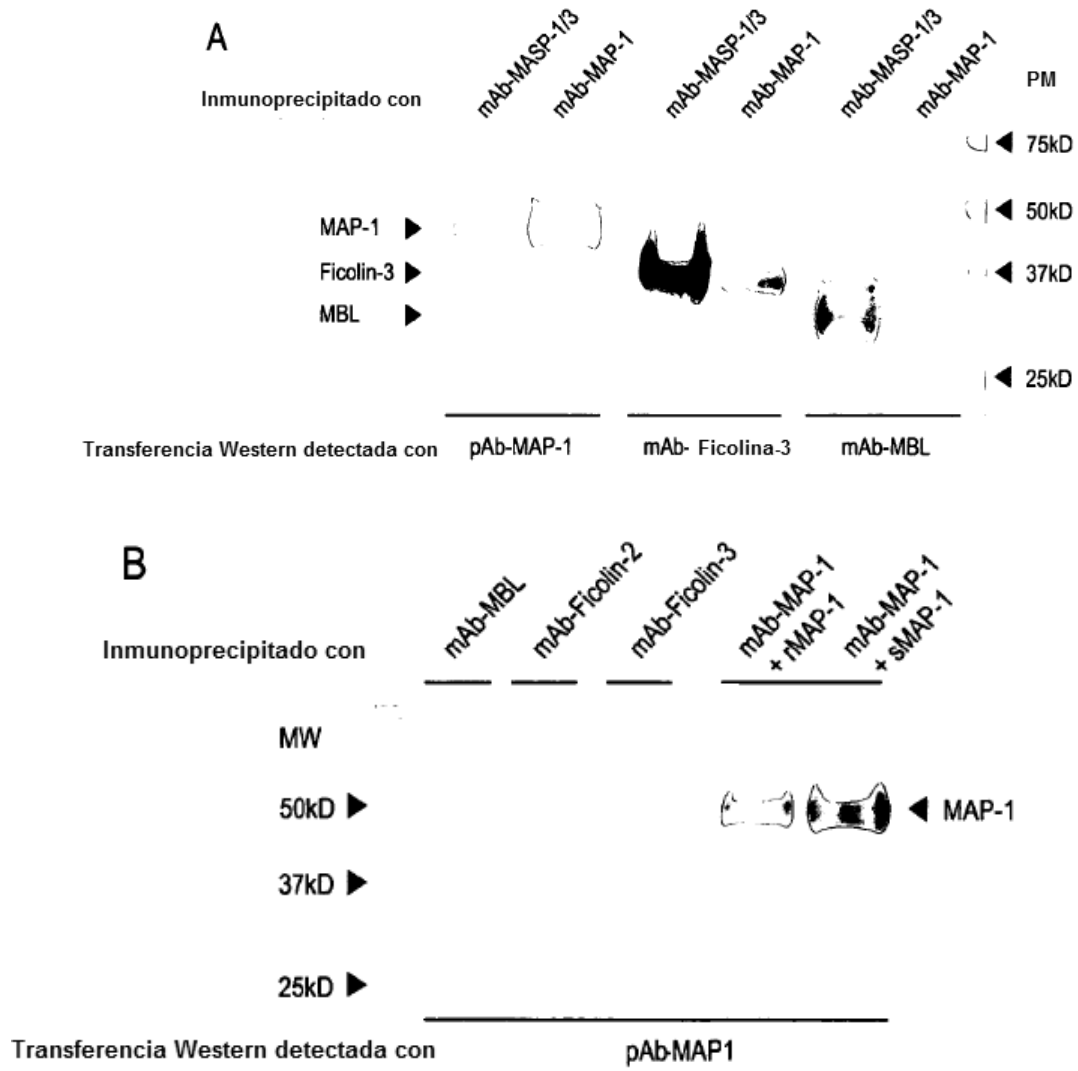 A
Inmunoprecipitado con
mAb-MASP-1/3
mAb-MAP-1
mAb-MASP-1/3
mAb-MAP-1
mAb-MASP-1/3
mAb-MAP-1
PM
75kD
50kD
37kD
25kD
MAP-1
Ficolin-3
MBL
Transferencia Western detectada con
pAb-MAP-1
mAb- Ficolina-3
mAb-MBL
B
Inmunoprecipitado con
mAb-MBL
mAb-Ficolin-2
mAb-Ficolin-3
mAb-MAP-1
+ rMAP-1
mAb-MAP-1
+ sMAP-1
MW
50kD
37kD
25kD
MAP-1
Transferencia Western detectada con
pAb-MAP1